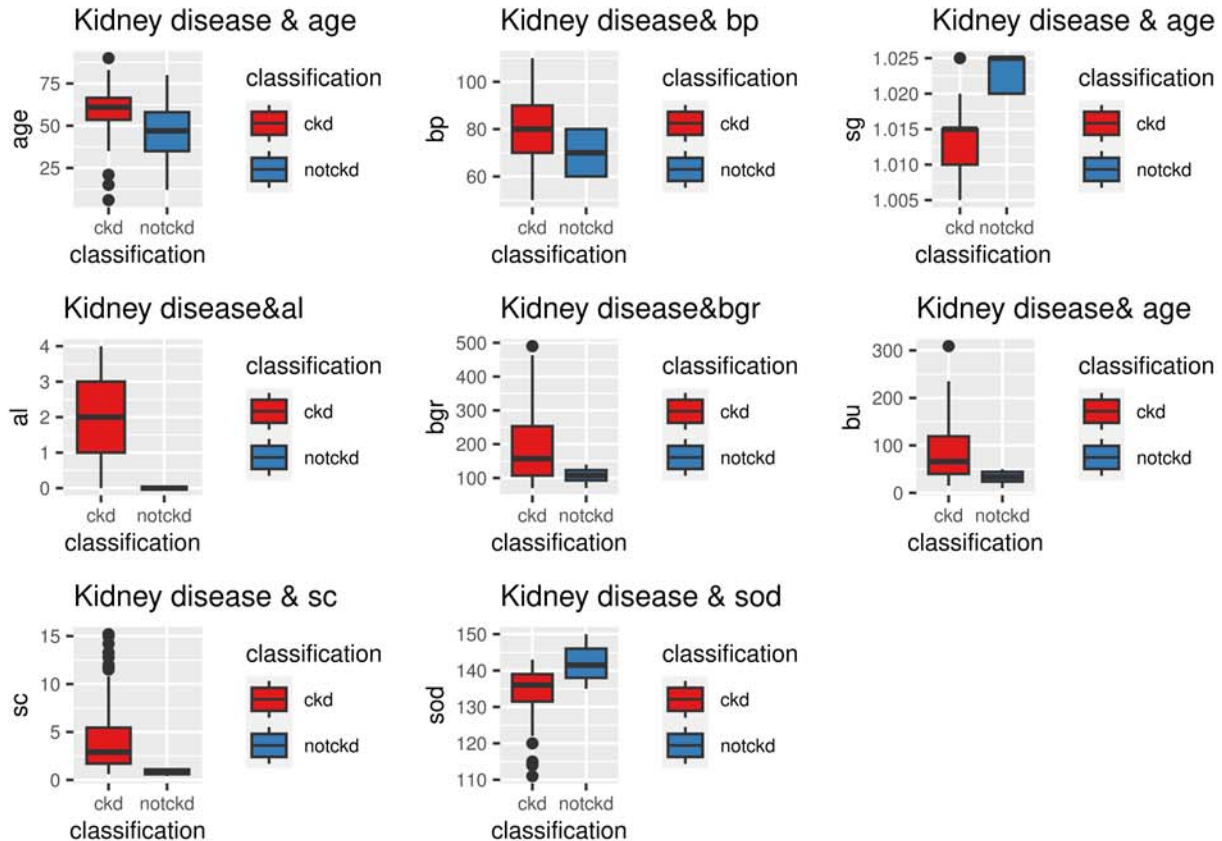 Kidney disease & age
age
75
50
25
ckd
notckd
classification
classification
ckd
notckd
Kidney disease& bp
bp
100
80
60
ckd
notckd
classification
classification
ckd
notckd
Kidney disease & age
sg
1.025
1.020
1.015
1.010
1.005
ckd
notckd
classification
classification
ckd
notckd
Kidney disease&al
al
4
3
2
1
0
ckd
notckd
classification
classification
ckd
notckd
Kidney disease&bgr
bgr
500
400
300
200
100
ckd
notckd
classification
classification
ckd
notckd
Kidney disease& age
bu
300
200
100
0
ckd
notckd
classification
classification
ckd
notckd
Kidney disease & sc
sc
15
10
5
0
ckd
notckd
classification
classification
ckd
notckd
Kidney disease & sod
sod
150
140
130
120
110
ckd
notckd
classification
classification
ckd
notckd